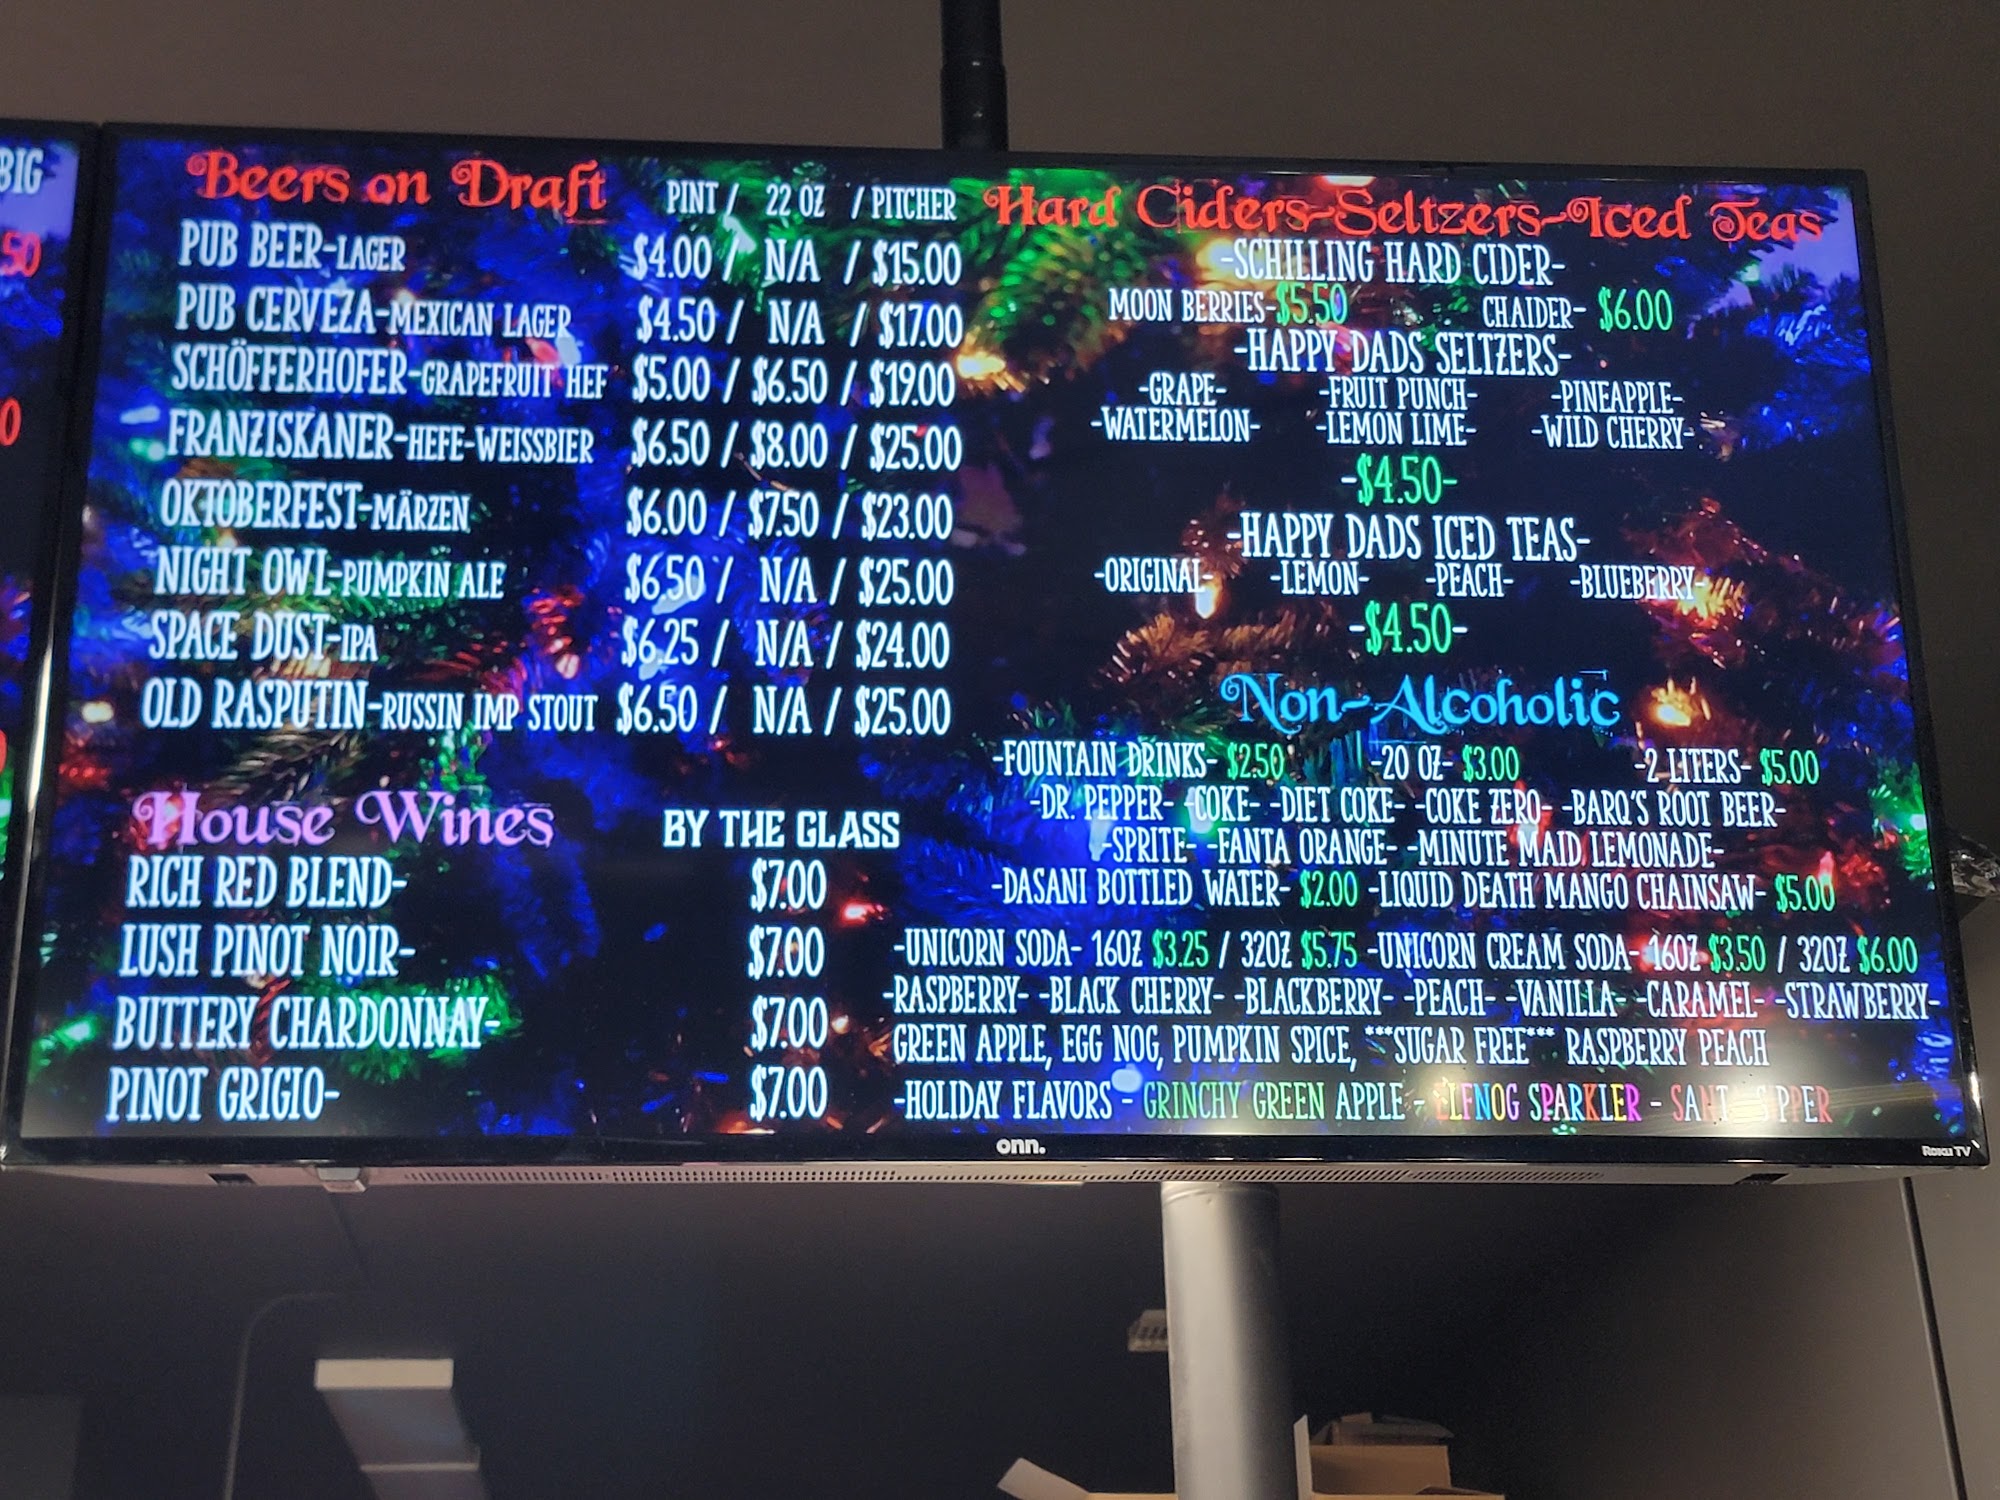 BIG
.50
0
Beers on Draft PINT / 22 OZ / PITCHER
PUB BEER-LAGER $4.00 / N/A / $15.00
PUB CERVEZA-MEXICAN LAGER $4.50 / N/A / $17.00
SCHÖFFERHOFER-GRAPEFRUIT HEF $5.00 / $6.50 / $19.00
FRANZISKANER-HEFE-WEISSBIER $6.50 / $8.00 / $25.00
OKTOBERFEST-MÄRZEN $6.00 / $7.50 / $23.00
NIGHT OWL-PUMPKIN ALE $6.50 / N/A / $25.00
SPACE DUST-IPA $6.25 / N/A / $24.00
OLD RASPUTIN-RUSSIN IMP STOUT $6.50 / N/A / $25.00
House Wines BY THE GLASS
RICH RED BLEND- $7.00
LUSH PINOT NOIR- $7.00
BUTTERY CHARDONNAY- $7.00
PINOT GRIGIO- $7.00
Hard Ciders-Seltzers-Iced Teas
-SCHILLING HARD CIDER-
MOON BERRIES-$5.50 CHAIDER- $6.00
-HAPPY DADS SELTZERS-
-GRAPE- -FRUIT PUNCH- -PINEAPPLE-
-WATERMELON- -LEMON LIME- -WILD CHERRY-
-$4.50-
-HAPPY DADS ICED TEAS-
-ORIGINAL- -LEMON- -PEACH- -BLUEBERRY-
-$4.50-
Non-Alcoholic
-FOUNTAIN DRINKS- $2.50 -20 OZ- $3.00 -2 LITERS- $5.00
-DR. PEPPER- -COKE- -DIET COKE- -COKE ZERO- -BARQ'S ROOT BEER-
-SPRITE- -FANTA ORANGE- -MINUTE MAID LEMONADE-
-DASANI BOTTLED WATER- $2.00 -LIQUID DEATH MANGO CHAINSAW- $5.00
-UNICORN SODA- 16OZ $3.25 / 32OZ $5.75 -UNICORN CREAM SODA- 16OZ $3.50 / 32OZ $6.00
-RASPBERRY- -BLACK CHERRY- -BLACKBERRY- -PEACH- -VANILLA- -CARAMEL- -STRAWBERRY-
GREEN APPLE, EGG NOG, PUMPKIN SPICE, ***SUGAR FREE*** RASPBERRY PEACH
-HOLIDAY FLAVORS - GRINCHY GREEN APPLE - ELFNOG SPARKLER - SANTA SIPPER
onn.
Roku TV